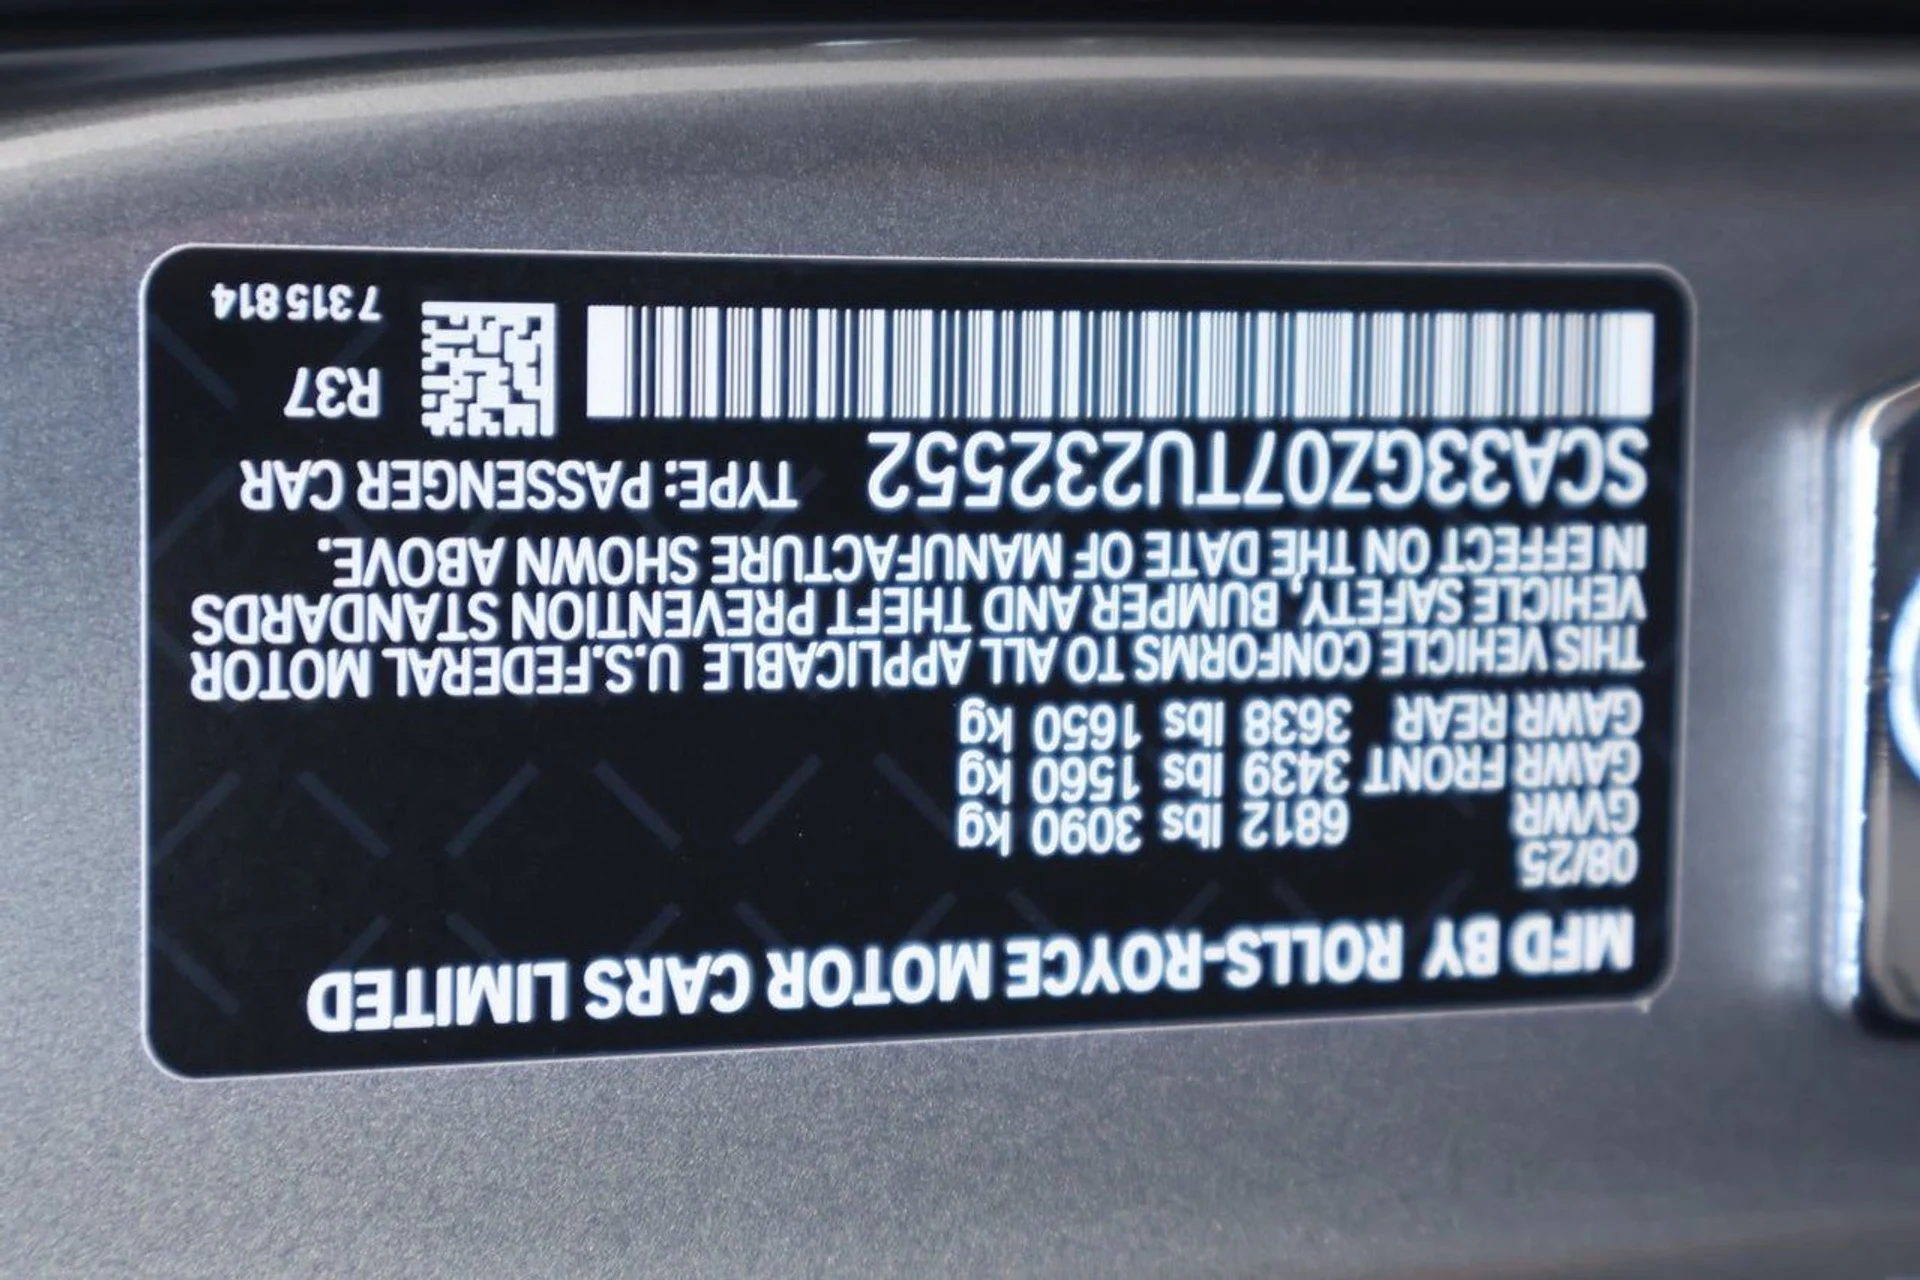 MFD BY ROLLS-ROYCE MOTOR CARS LIMITED
08/25
GVWR 6812 lbs 3090 kg
GAWR FRONT 3439 lbs 1560 kg
GAWR REAR 3638 lbs 1650 kg
THIS VEHICLE CONFORMS TO ALL APPLICABLE U.S.FEDERAL MOTOR
VEHICLE SAFETY, BUMPER AND THEFT PREVENTION STANDARDS
IN EFFECT ON THE DATE OF MANUFACTURE SHOWN ABOVE.
SCA33GZ07TU232552 TYPE: PASSENGER CAR
R37
7315814